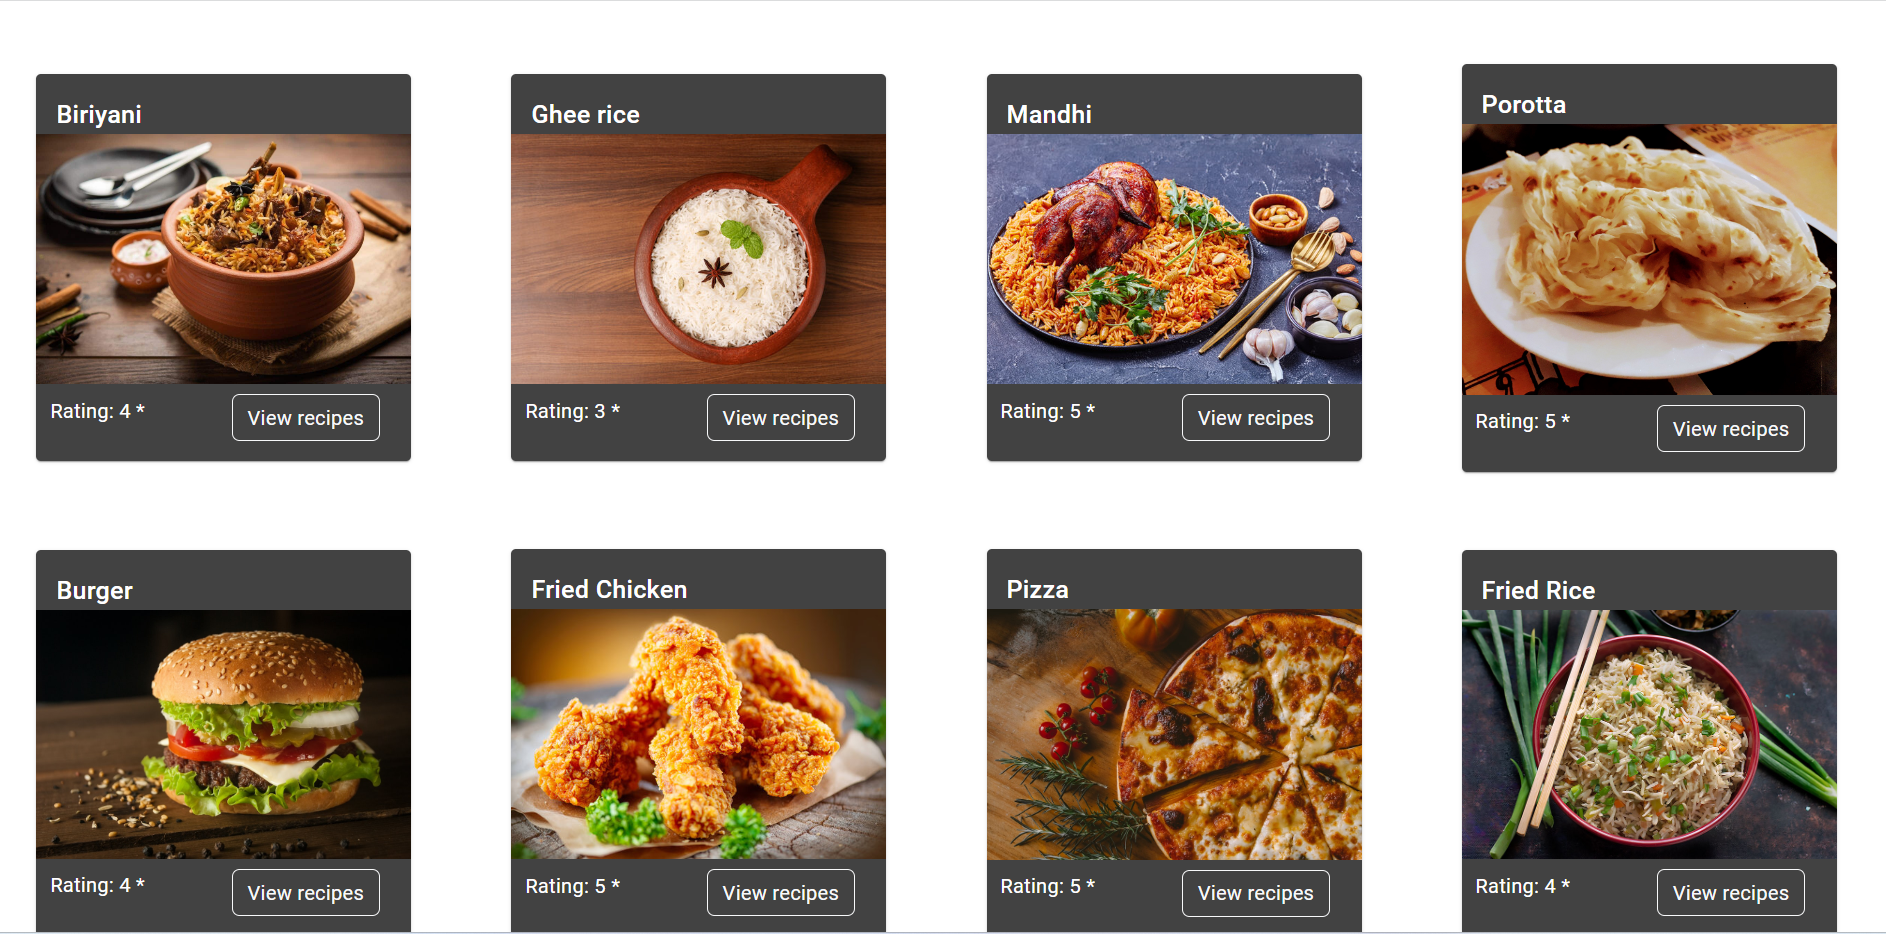 Biriyani
Ghee rice
Mandhi
Porotta
Rating: 4 *
View recipes
Rating: 3 *
View recipes
Rating: 5 *
View recipes
Rating: 5 *
View recipes
Burger
Fried Chicken
Pizza
Fried Rice
Rating: 4 *
View recipes
Rating: 5 *
View recipes
Rating: 5 *
View recipes
Rating: 4 *
View recipes